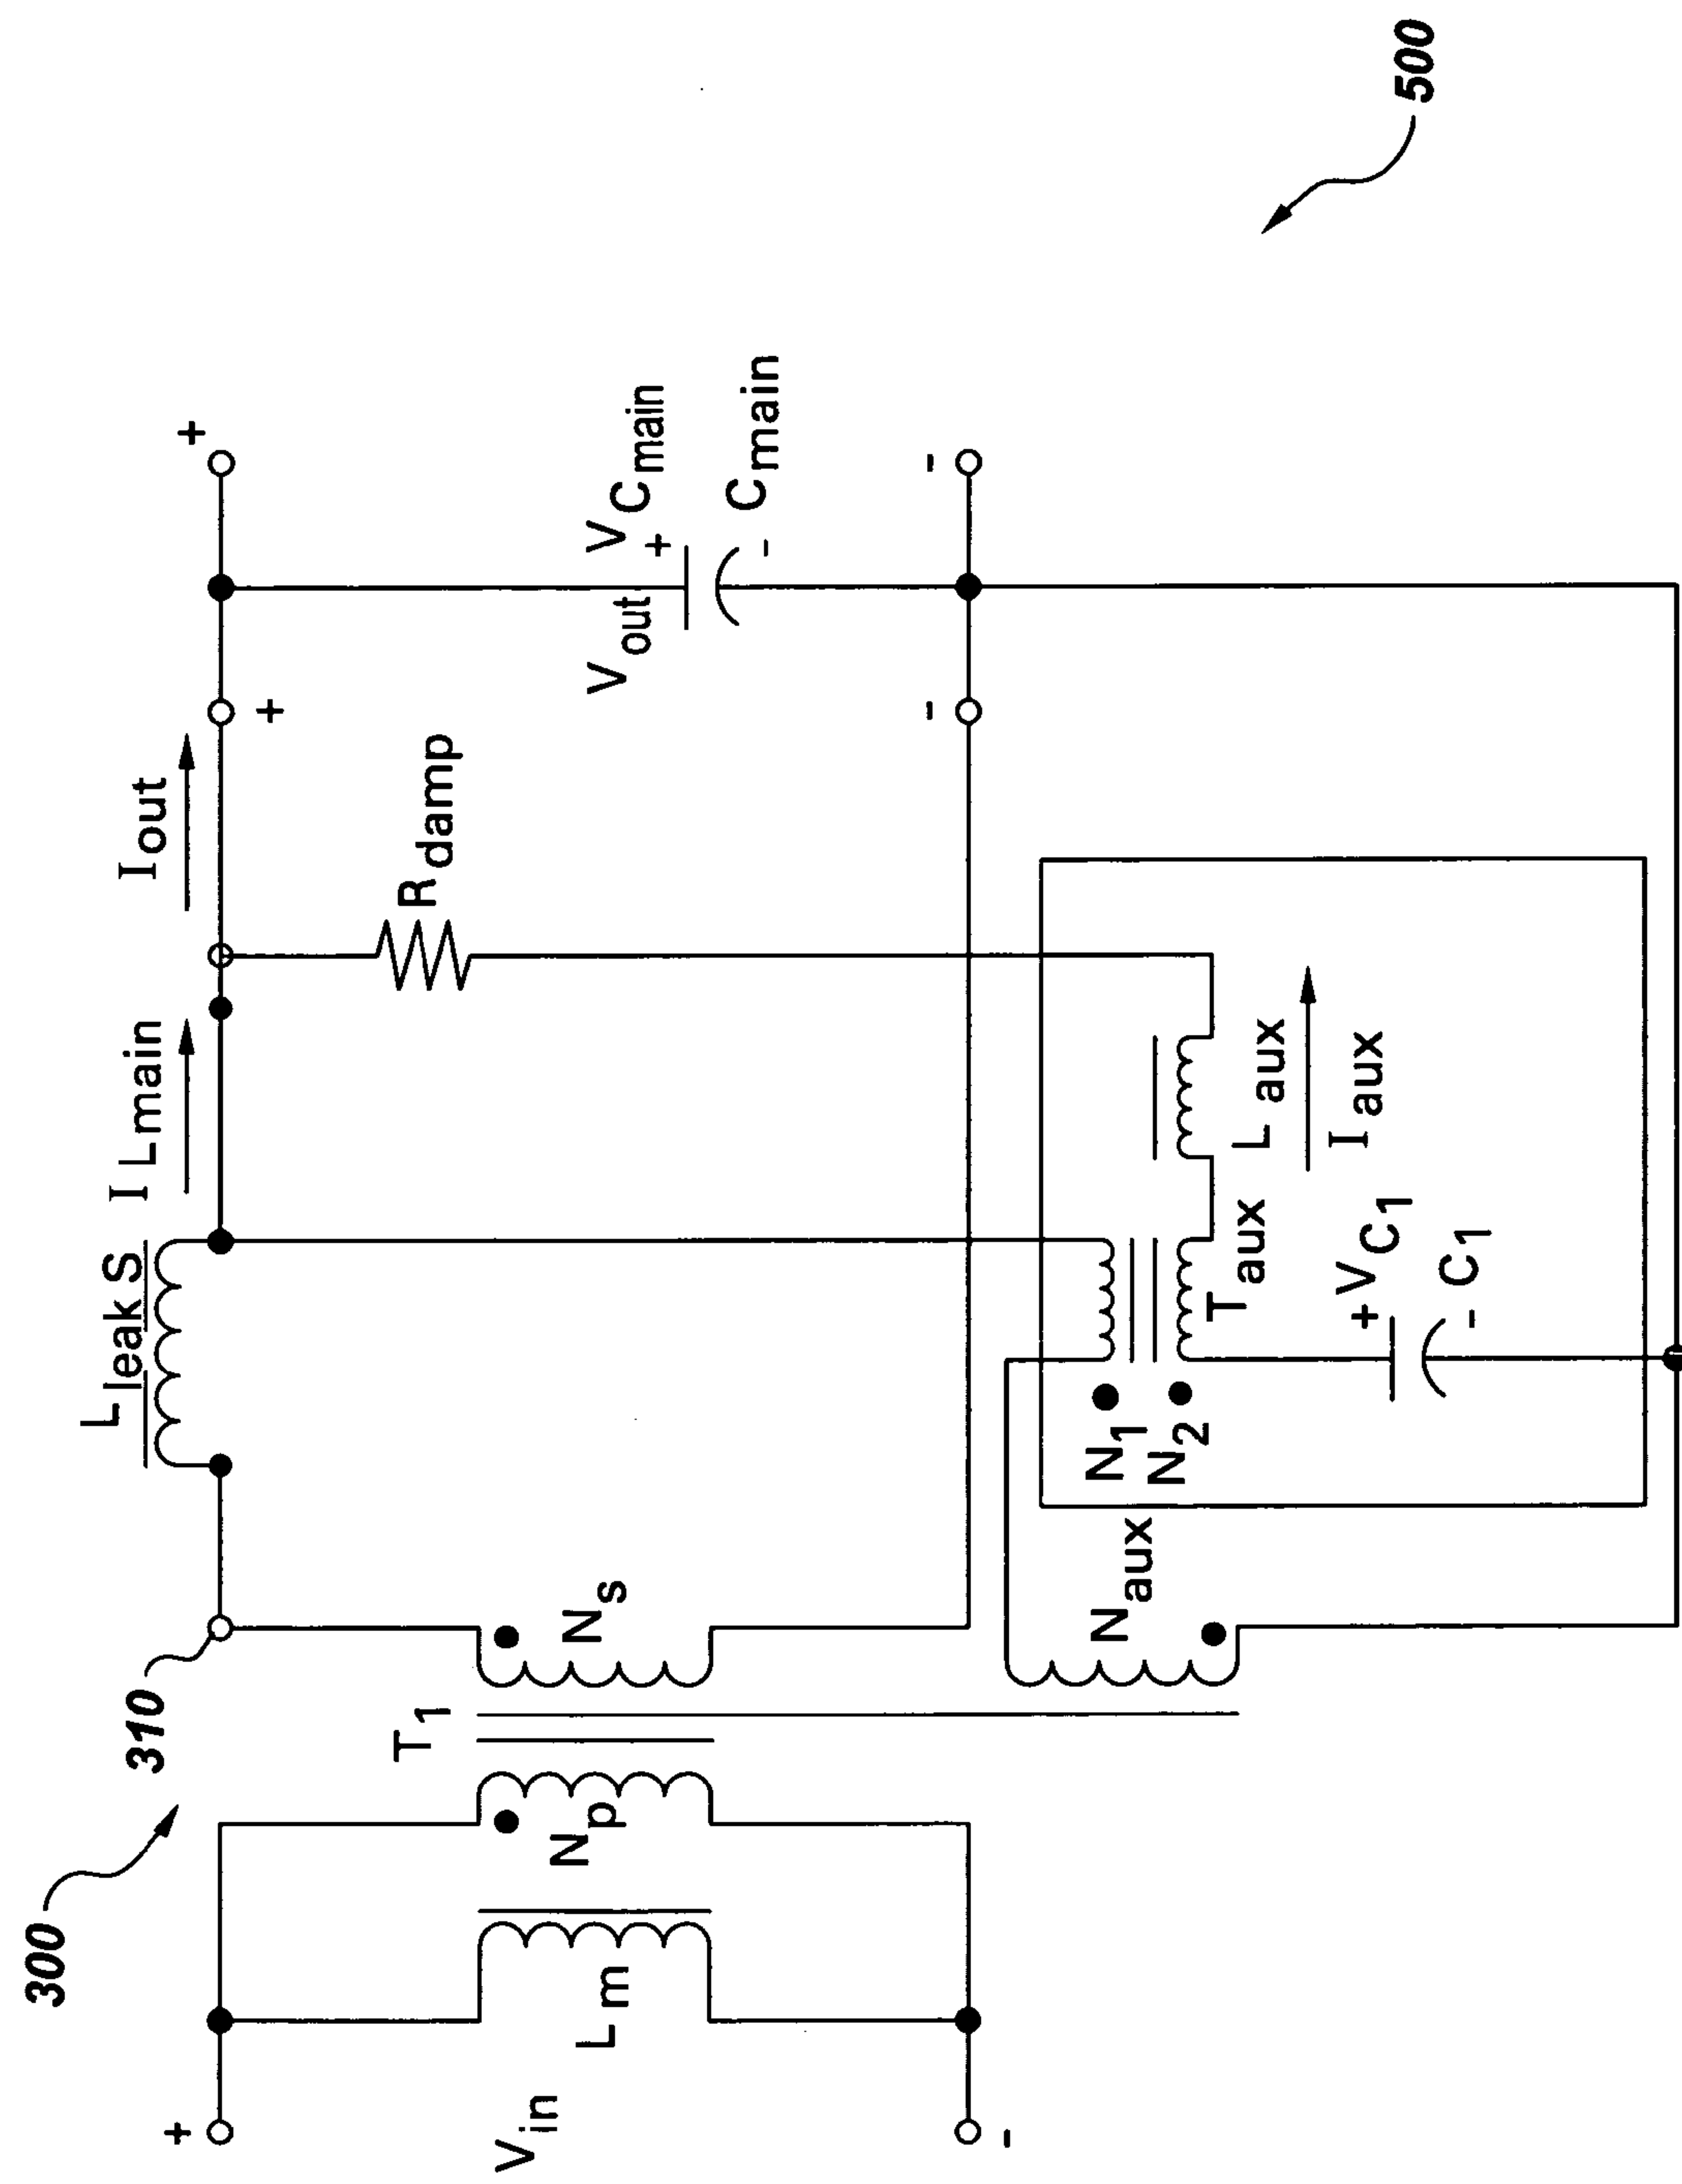 300
310
500
+
Vin
-
Lm
Np
T1
Ns
Naux
Lleak S
ILmain
Iout
+
+
Rdamp
Vout
VCmain
+
-
Cmain
-
-
N1
N2
Taux
Laux
Iaux
+VC1
- C1